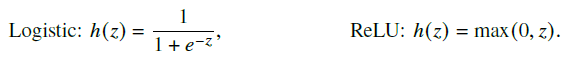 Logistic: h(z) = 1 / (1 + e^{-z}), ReLU: h(z) = max(0, z).